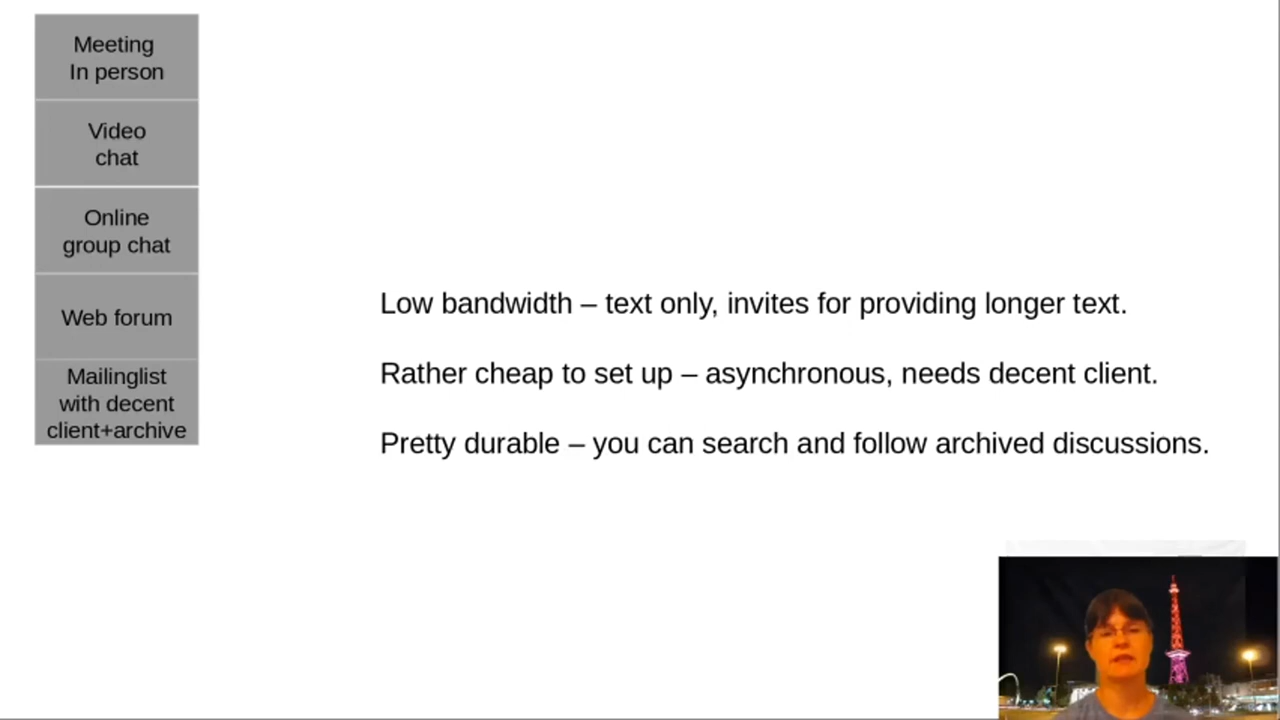 Meeting
In person
Video
chat
Online
group chat
Web forum
Mailinglist
with decent
client+archive
Low bandwidth – text only, invites for providing longer text.
Rather cheap to set up – asynchronous, needs decent client.
Pretty durable – you can search and follow archived discussions.